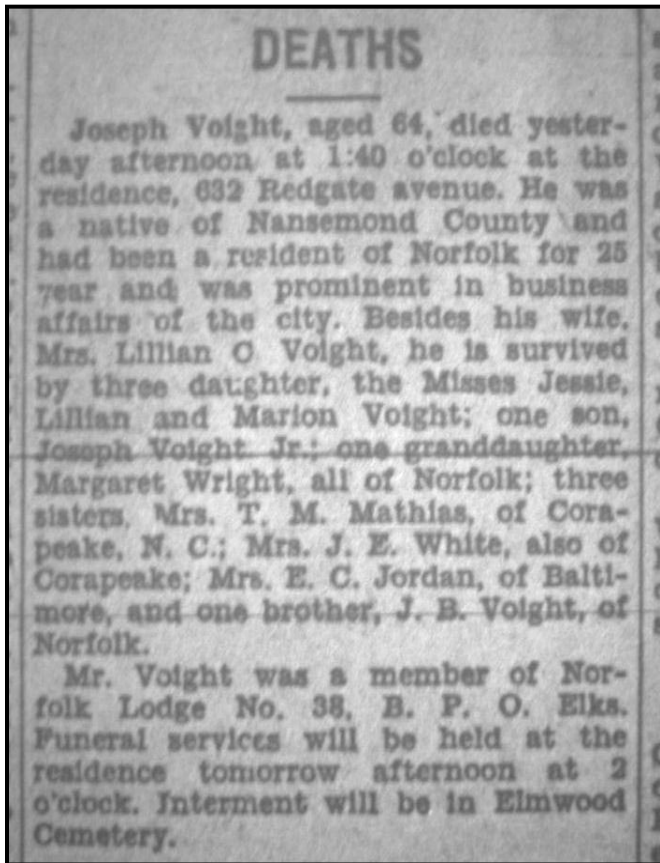 DEATHS
Joseph Voight, aged 64, died yester-
day afternoon at 1:40 o'clock at the
residence, 632 Redgate avenue. He was
a native of Nansemond County and
had been a resident of Norfolk for 25
year and was prominent in business
affairs of the city. Besides his wife,
Mrs. Lillian C Voight, he is survived
by three daughter, the Misses Jessie,
Lillian and Marion Voight; one son,
Joseph Voight Jr.; one granddaughter,
Margaret Wright, all of Norfolk; three
sisters, Mrs. T. M. Mathias, of Cora-
peake, N. C.; Mrs. J. E. White, also of
Corapeake; Mrs. E. C. Jordan, of Balti-
more, and one brother, J. B. Voight, of
Norfolk.
Mr. Voight was a member of Nor-
folk Lodge No. 38, B. P. O. Elks.
Funeral services will be held at the
residence tomorrow afternoon at 2
o'clock. Interment will be in Elmwood
Cemetery.